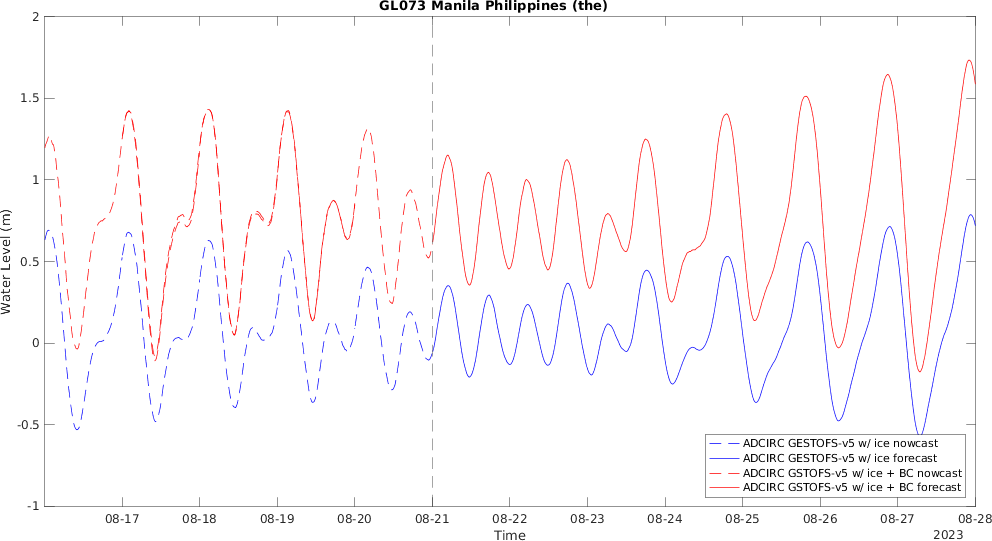 GL073 Manila Philippines (the)
2
1.5
1
0.5
0
-0.5
-1
Water Level (m)
08-17 08-18 08-19 08-20 08-21 08-22 08-23 08-24 08-25 08-26 08-27 08-28
Time
2023
ADCIRC GESTOFS-v5 w/ ice nowcast
ADCIRC GESTOFS-v5 w/ ice forecast
ADCIRC GSTOFS-v5 w/ ice + BC nowcast
ADCIRC GSTOFS-v5 w/ ice + BC forecast